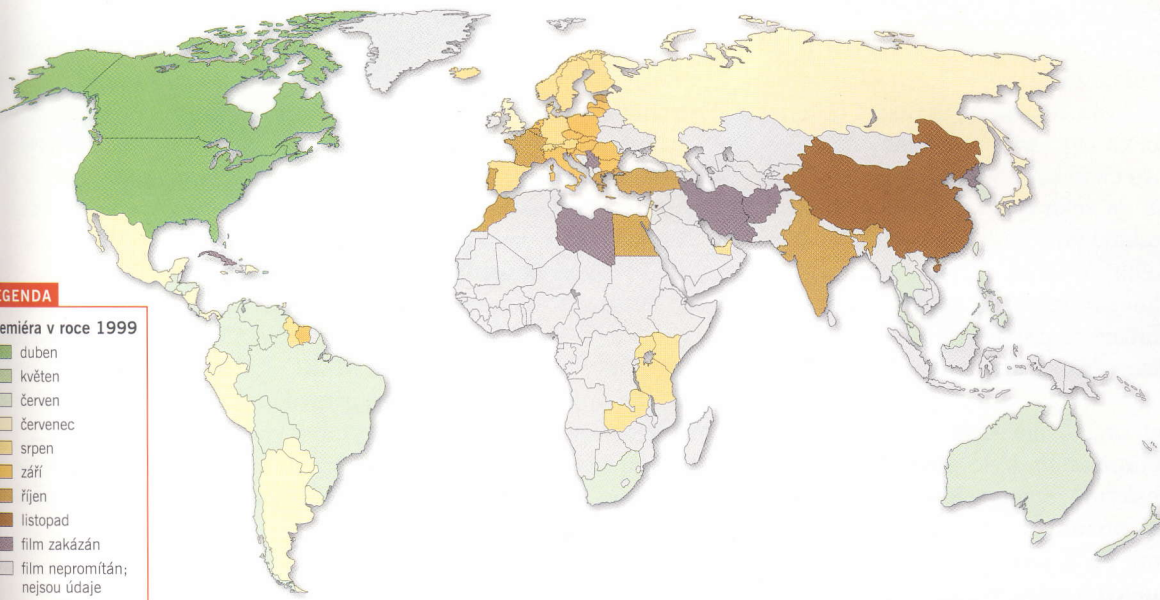 EGENDA
emiéra v roce 1999
duben
květen
červen
červenec
srpen
září
říjen
listopad
film zakázán
film nepromítán;
nejsou údaje